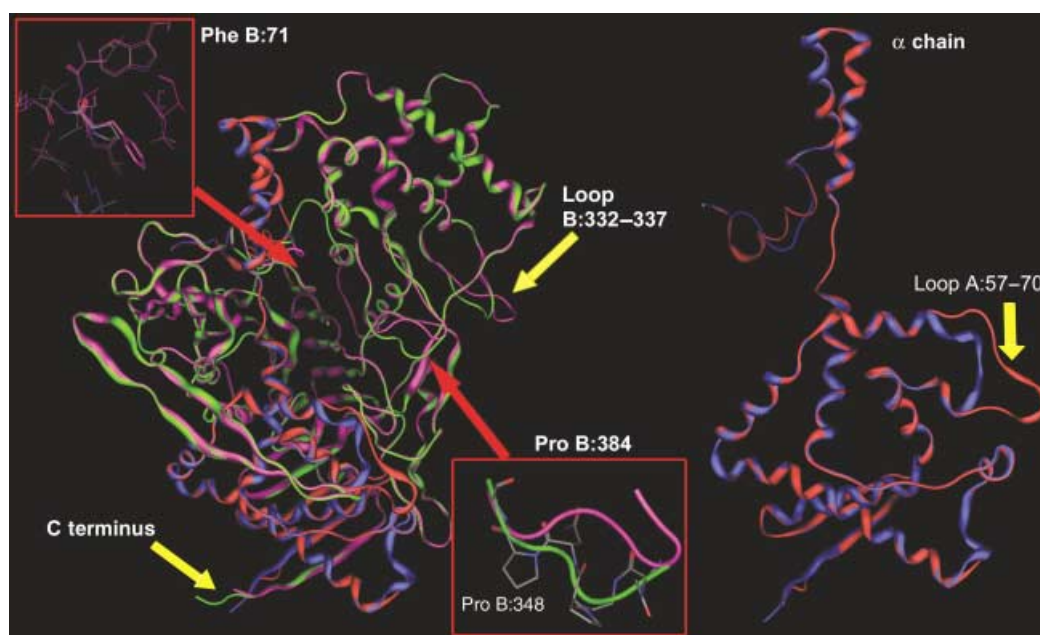 Phe B:71
α chain
Loop
B:332–337
Loop A:57–70
Pro B:384
C terminus
Pro B:348